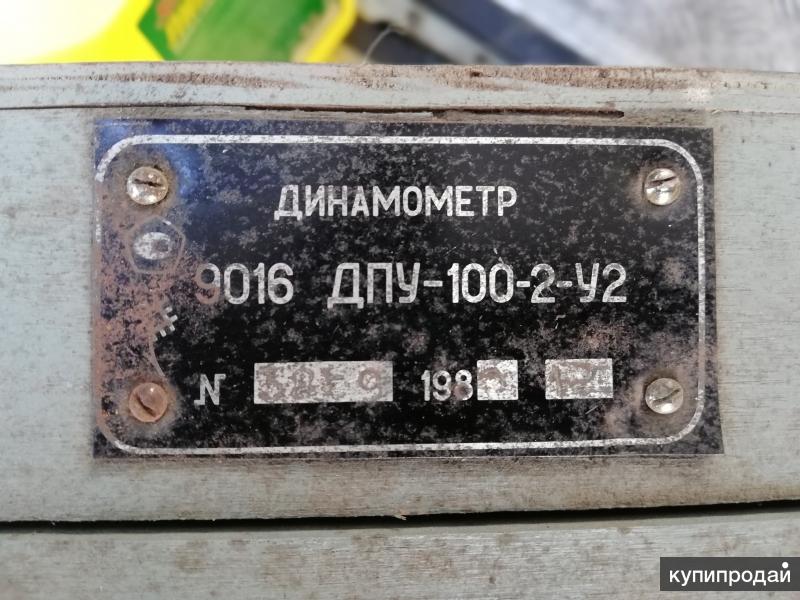 ДИНАМОМЕТР
9016 ДПУ-100-2-У2
N 198
купипродай